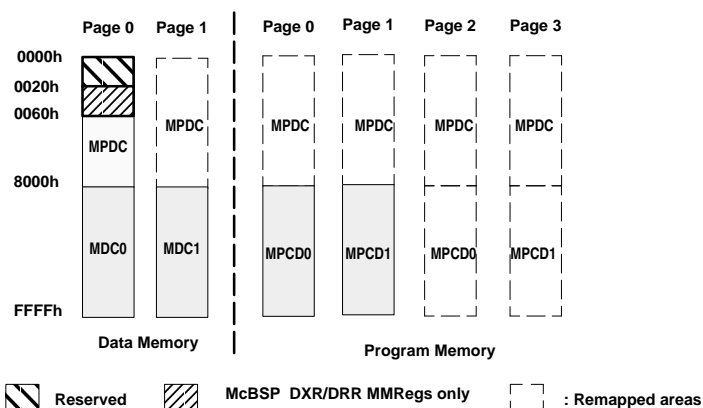 Page 0 Page 1 Page 0 Page 1 Page 2 Page 3
0000h
0020h
0060h
MPDC MPDC MPDC MPDC MPDC MPDC
8000h
MDC0 MDC1 MPCD0 MPCD1 MPCD0 MPCD1
FFFFh
Data Memory Program Memory
Reserved McBSP DXR/DRR MMRegs only : Remapped areas